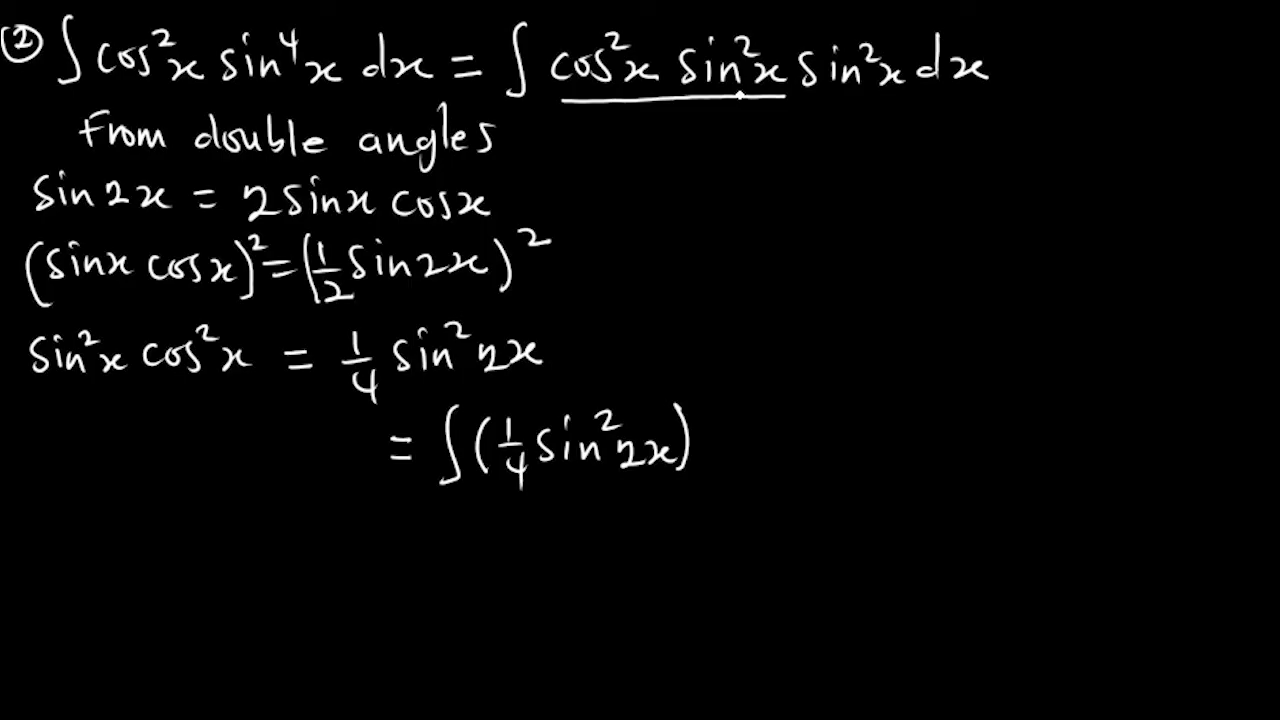 ② ∫ cos²x sin⁴x dx = ∫ cos²x sin²x sin²x dx
From double angles
sin2x = 2sinx cosx
(sinx cosx)² = (1/2 sin2x)²
sin²x cos²x = 1/4 sin²2x
= ∫ (1/4 sin²2x)